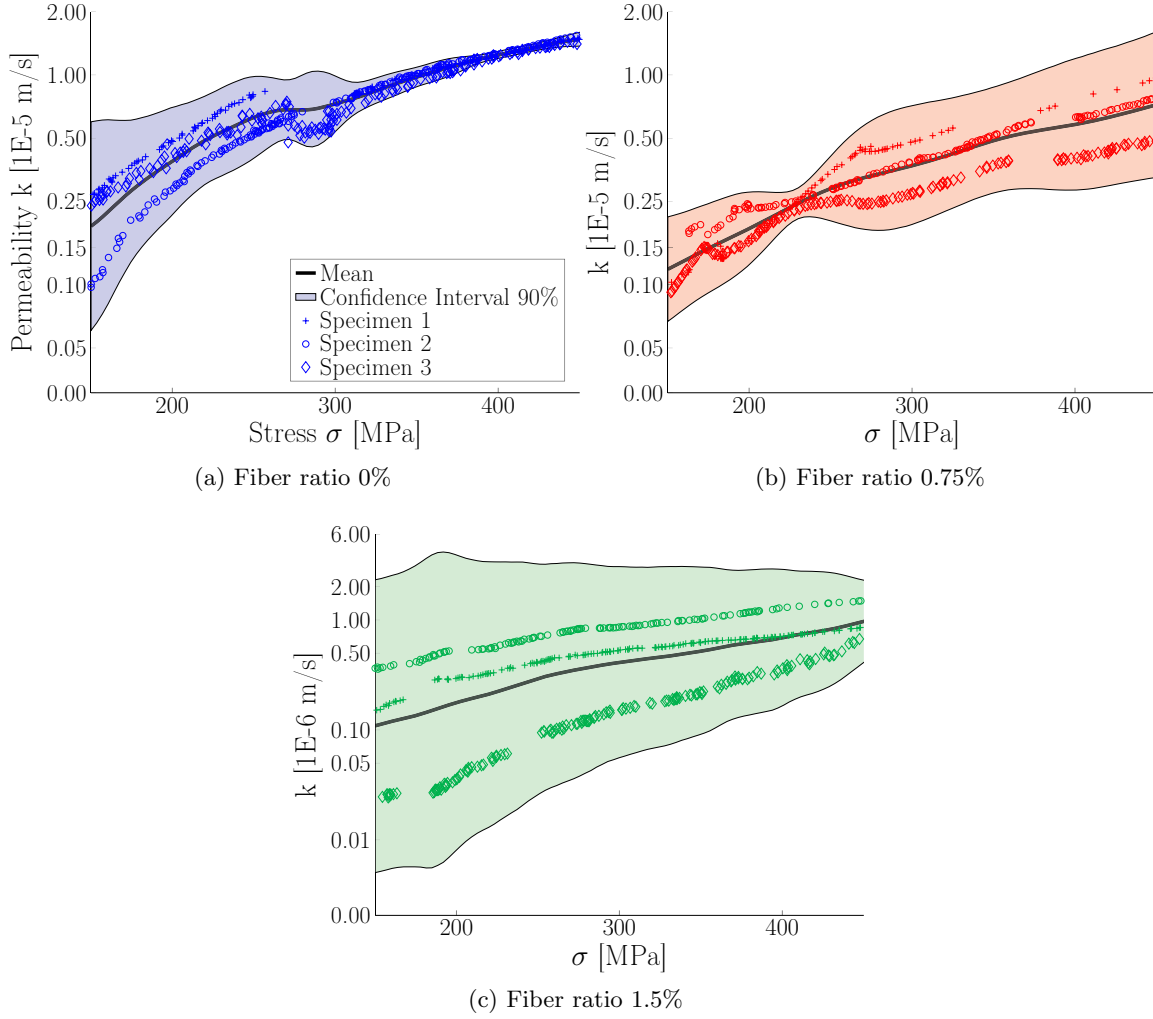 2.00
1.00
0.50
0.25
0.15
0.10
0.05
0.00
Permeability k [1E-5 m/s]
200
300
400
Stress σ [MPa]
Mean
Confidence Interval 90%
Specimen 1
Specimen 2
Specimen 3
(a) Fiber ratio 0%
2.00
1.00
0.50
0.25
0.15
0.10
0.05
0.00
k [1E-5 m/s]
200
300
400
σ [MPa]
(b) Fiber ratio 0.75%
6.00
2.00
1.00
0.50
0.10
0.05
0.01
0.00
k [1E-6 m/s]
200
300
400
σ [MPa]
(c) Fiber ratio 1.5%